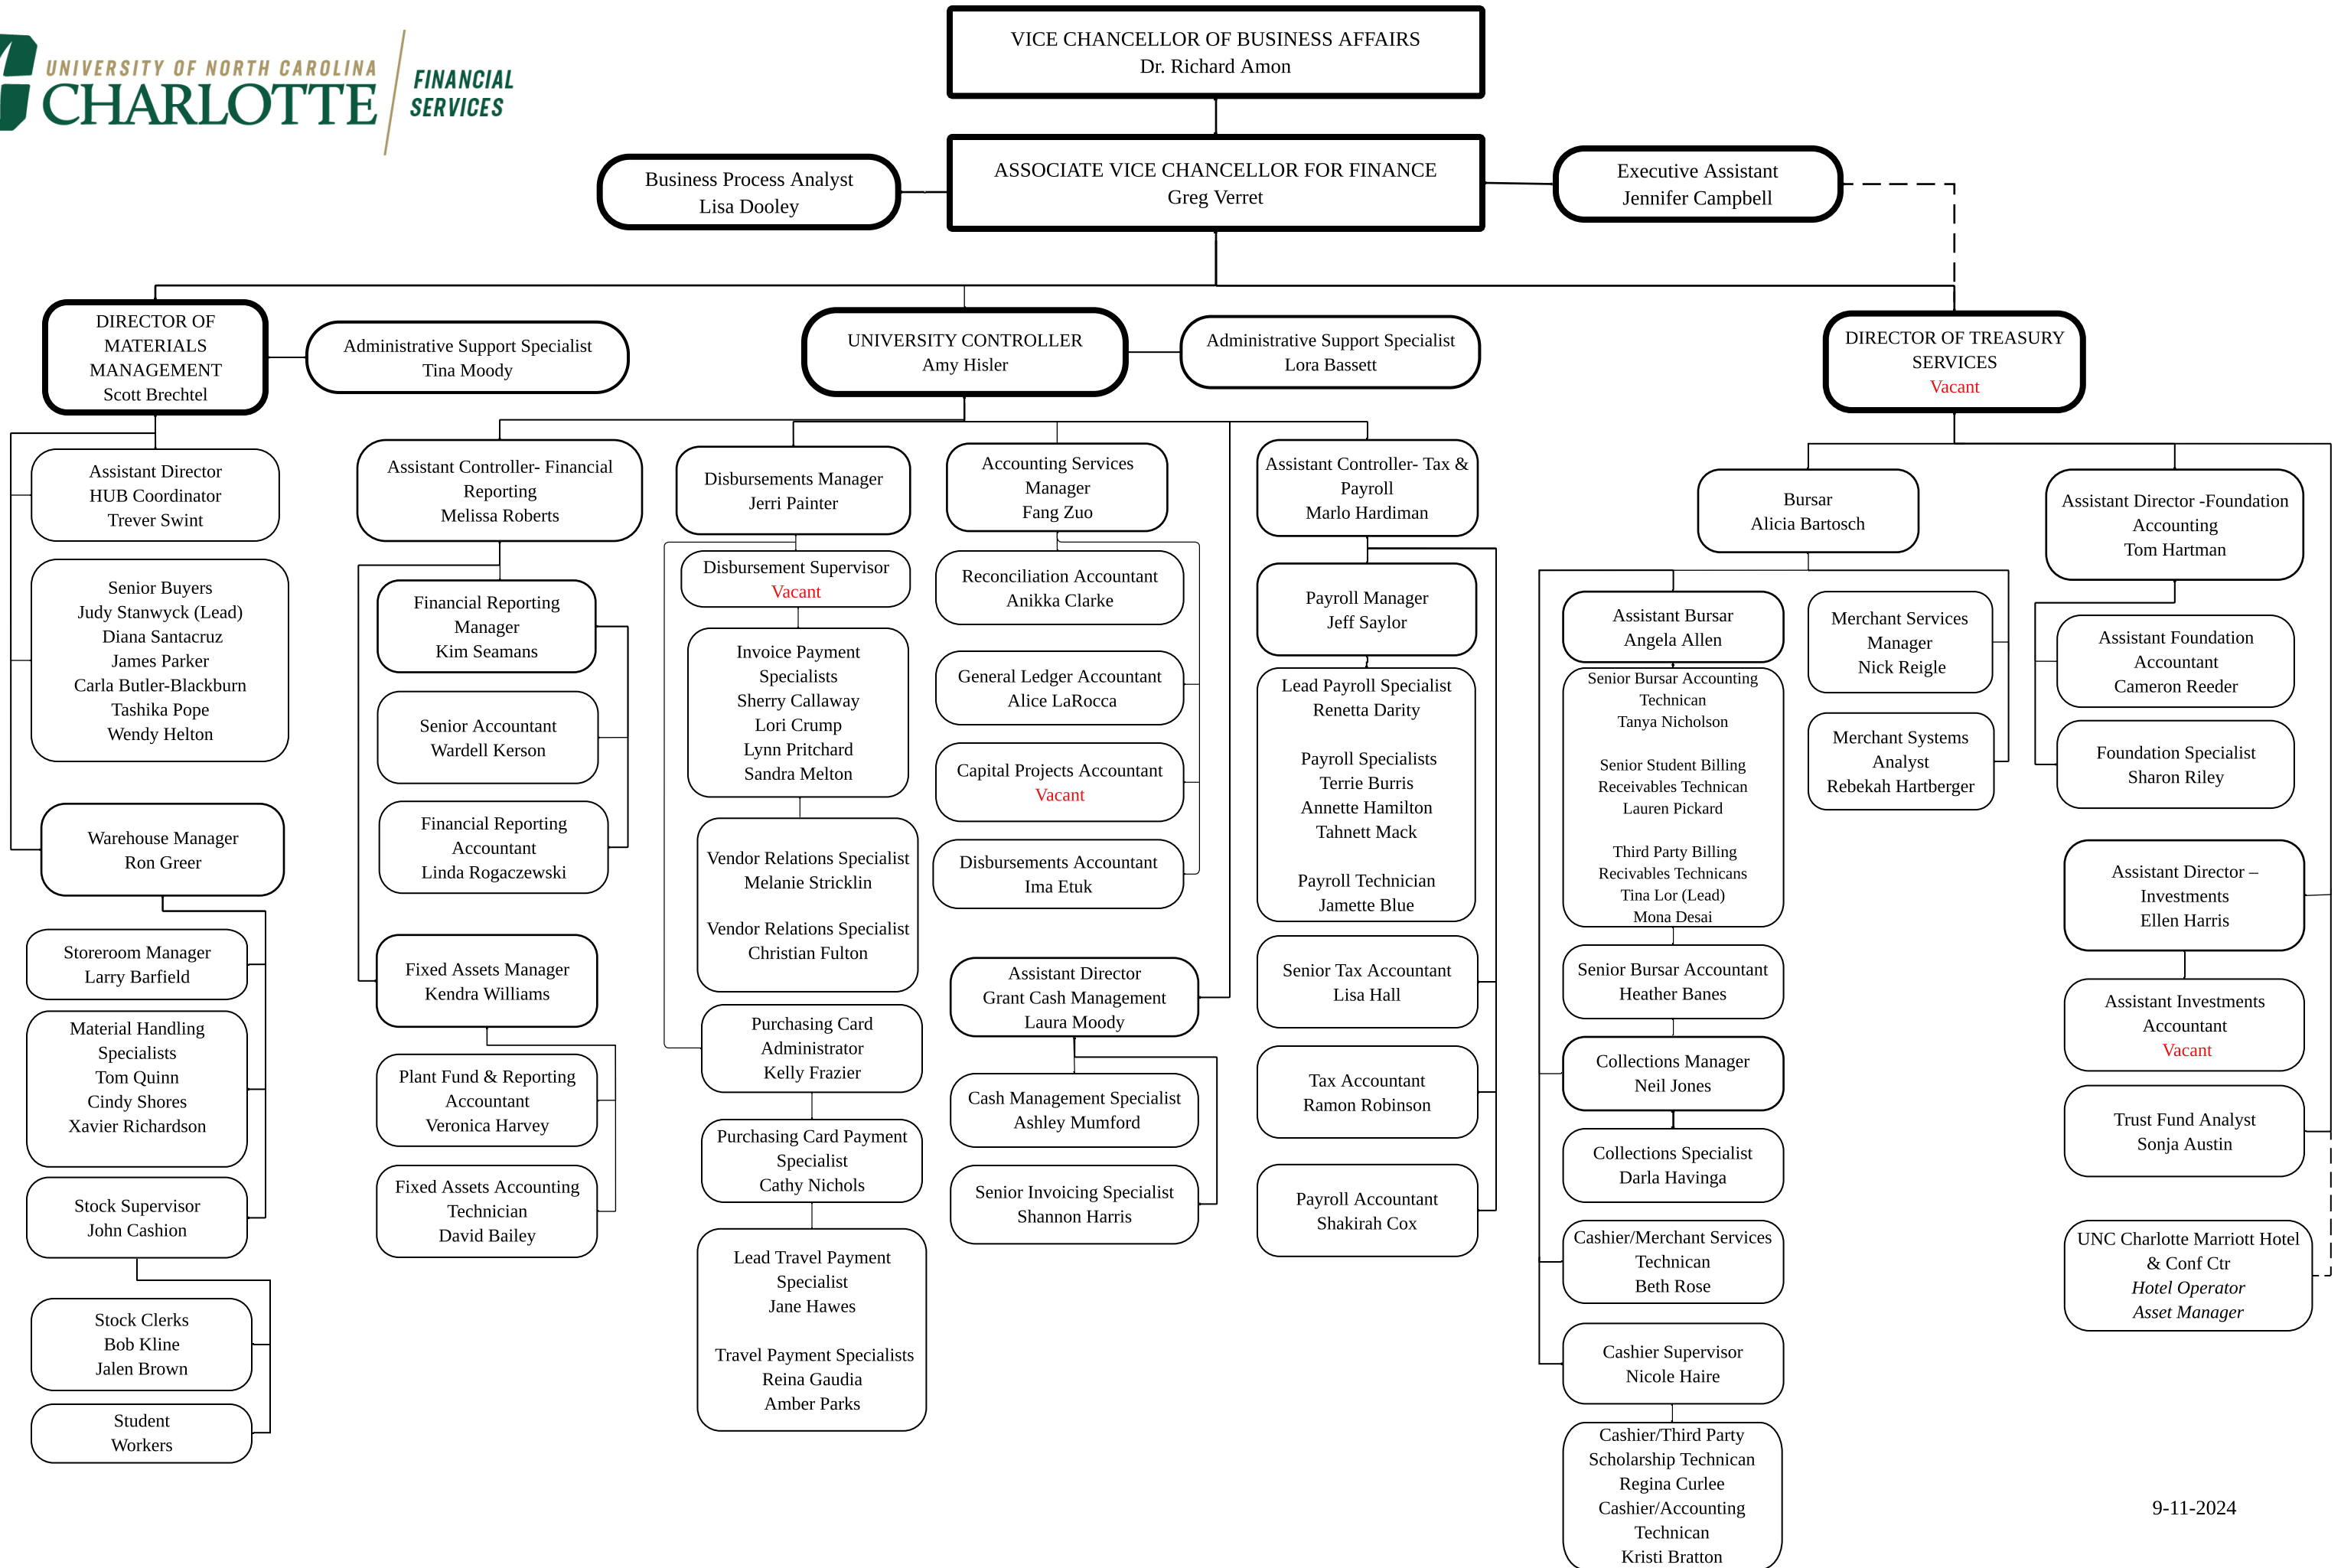 UNIVERSITY OF NORTH CAROLINA
CHARLOTTE
FINANCIAL
SERVICES
VICE CHANCELLOR OF BUSINESS AFFAIRS
Dr. Richard Amon
ASSOCIATE VICE CHANCELLOR FOR FINANCE
Greg Verret
Business Process Analyst
Lisa Dooley
Executive Assistant
Jennifer Campbell
DIRECTOR OF
MATERIALS
MANAGEMENT
Scott Brechtel
Administrative Support Specialist
Tina Moody
UNIVERSITY CONTROLLER
Amy Hisler
Administrative Support Specialist
Lora Bassett
DIRECTOR OF TREASURY
SERVICES
Vacant
Assistant Director
HUB Coordinator
Trever Swint
Senior Buyers
Judy Stanwyck (Lead)
Diana Santacruz
James Parker
Carla Butler-Blackburn
Tashika Pope
Wendy Helton
Warehouse Manager
Ron Greer
Storeroom Manager
Larry Barfield
Material Handling
Specialists
Tom Quinn
Cindy Shores
Xavier Richardson
Stock Supervisor
John Cashion
Stock Clerks
Bob Kline
Jalen Brown
Student
Workers
Assistant Controller- Financial
Reporting
Melissa Roberts
Financial Reporting
Manager
Kim Seamans
Senior Accountant
Wardell Kerson
Financial Reporting
Accountant
Linda Rogaczewski
Fixed Assets Manager
Kendra Williams
Plant Fund & Reporting
Accountant
Veronica Harvey
Fixed Assets Accounting
Technician
David Bailey
Disbursements Manager
Jerri Painter
Disbursement Supervisor
Vacant
Invoice Payment
Specialists
Sherry Callaway
Lori Crump
Lynn Pritchard
Sandra Melton
Vendor Relations Specialist
Melanie Stricklin
Vendor Relations Specialist
Christian Fulton
Purchasing Card
Administrator
Kelly Frazier
Purchasing Card Payment
Specialist
Cathy Nichols
Lead Travel Payment
Specialist
Jane Hawes
Travel Payment Specialists
Reina Gaudia
Amber Parks
Accounting Services
Manager
Fang Zuo
Reconciliation Accountant
Anikka Clarke
General Ledger Accountant
Alice LaRocca
Capital Projects Accountant
Vacant
Disbursements Accountant
Ima Etuk
Assistant Director
Grant Cash Management
Laura Moody
Cash Management Specialist
Ashley Mumford
Senior Invoicing Specialist
Shannon Harris
Assistant Controller- Tax &
Payroll
Marlo Hardiman
Payroll Manager
Jeff Saylor
Lead Payroll Specialist
Renetta Darity
Payroll Specialists
Terrie Burris
Annette Hamilton
Tahnett Mack
Payroll Technician
Jamette Blue
Senior Tax Accountant
Lisa Hall
Tax Accountant
Ramon Robinson
Payroll Accountant
Shakirah Cox
Bursar
Alicia Bartosch
Assistant Bursar
Angela Allen
Senior Bursar Accounting
Technican
Tanya Nicholson
Senior Student Billing
Receivables Technican
Lauren Pickard
Third Party Billing
Recivables Technicans
Tina Lor (Lead)
Mona Desai
Senior Bursar Accountant
Heather Banes
Collections Manager
Neil Jones
Collections Specialist
Darla Havinga
Cashier/Merchant Services
Technican
Beth Rose
Cashier Supervisor
Nicole Haire
Cashier/Third Party
Scholarship Technican
Regina Curlee
Cashier/Accounting
Technican
Kristi Bratton
Merchant Services
Manager
Nick Reigle
Merchant Systems
Analyst
Rebekah Hartberger
Assistant Director -Foundation
Accounting
Tom Hartman
Assistant Foundation
Accountant
Cameron Reeder
Foundation Specialist
Sharon Riley
Assistant Director –
Investments
Ellen Harris
Assistant Investments
Accountant
Vacant
Trust Fund Analyst
Sonja Austin
UNC Charlotte Marriott Hotel
& Conf Ctr
Hotel Operator
Asset Manager
9-11-2024